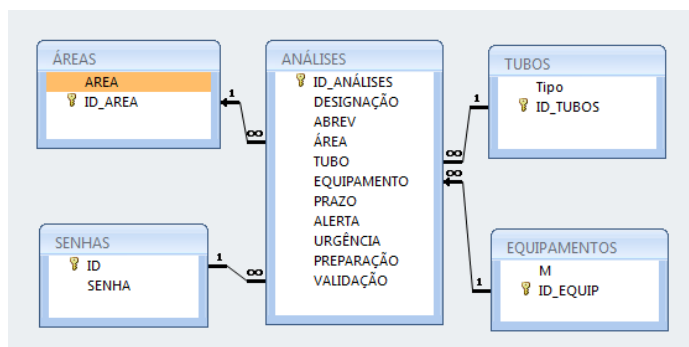 ÁREAS
AREA
ID_AREA
ANÁLISES
ID_ANÁLISES
DESIGNAÇÃO
ABREV
ÁREA
TUBO
EQUIPAMENTO
PRAZO
ALERTA
URGÊNCIA
PREPARAÇÃO
VALIDAÇÃO
TUBOS
Tipo
ID_TUBOS
SENHAS
ID
SENHA
EQUIPAMENTOS
M
ID_EQUIP
1
∞
1
∞
1
∞
∞
1